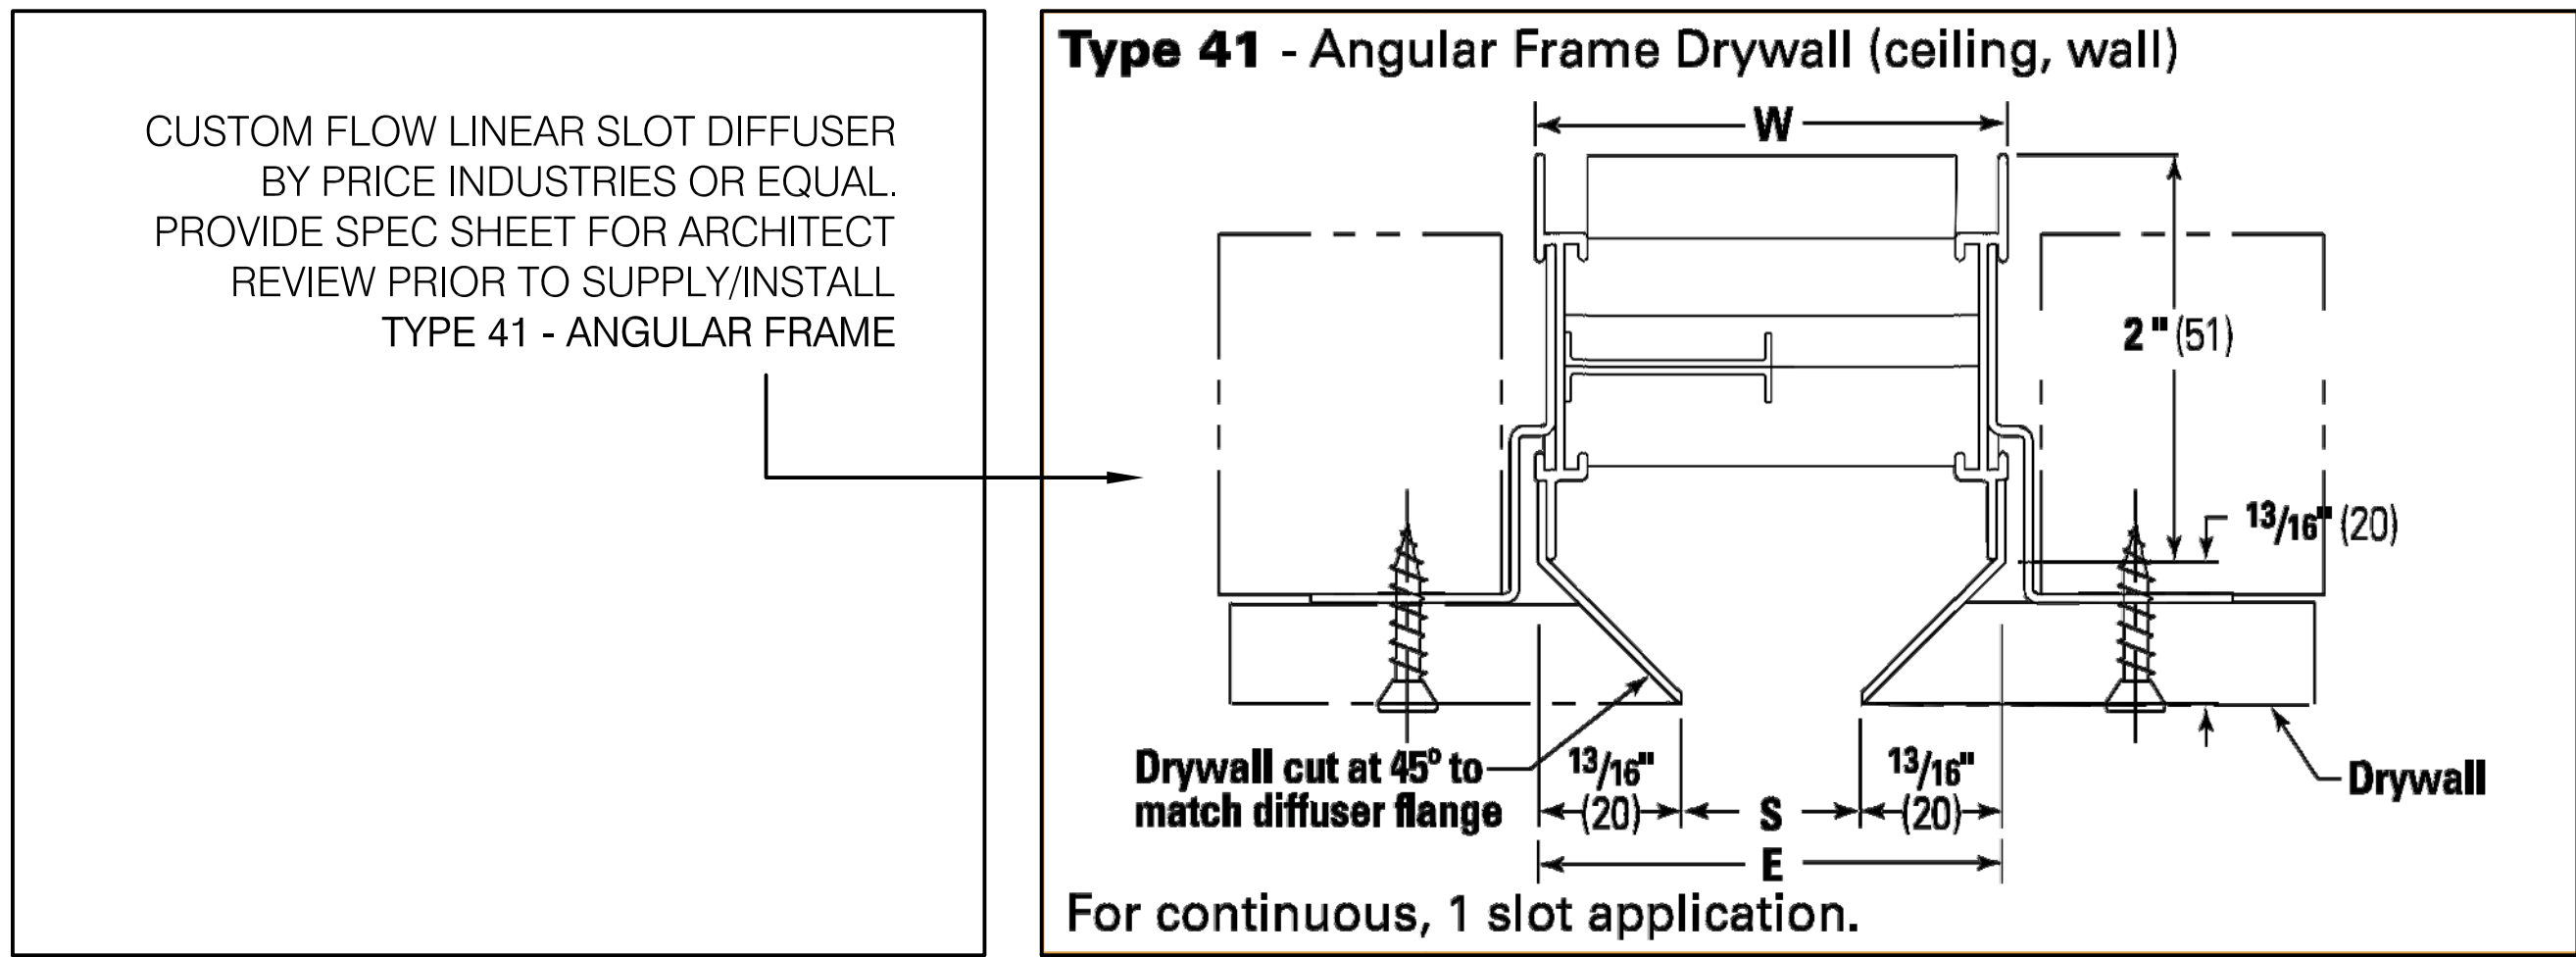 CUSTOM FLOW LINEAR SLOT DIFFUSER
BY PRICE INDUSTRIES OR EQUAL.
PROVIDE SPEC SHEET FOR ARCHITECT
REVIEW PRIOR TO SUPPLY/INSTALL
TYPE 41 - ANGULAR FRAME
Type 41 - Angular Frame Drywall (ceiling, wall)
W
2" (51)
13/16" (20)
Drywall cut at 45º to
match diffuser flange
13/16"
(20)
S
13/16"
(20)
E
Drywall
For continuous, 1 slot application.